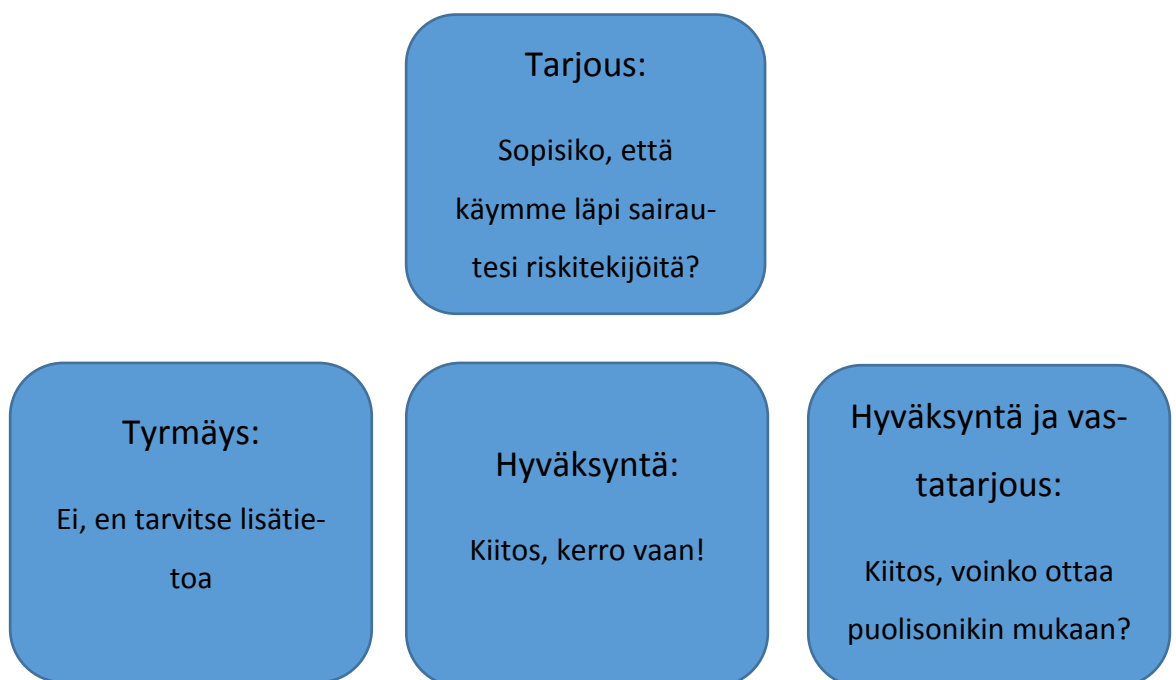 Tarjous:
Sopisiko, että
käymme läpi sairau-
tesi riskitekijöitä?
Tyrmäys:
Ei, en tarvitse lisätie-
toa
Hyväksyntä:
Kiitos, kerro vaan!
Hyväksyntä ja vas-
tatarjous:
Kiitos, voinko ottaa
puolisonikin mukaan?